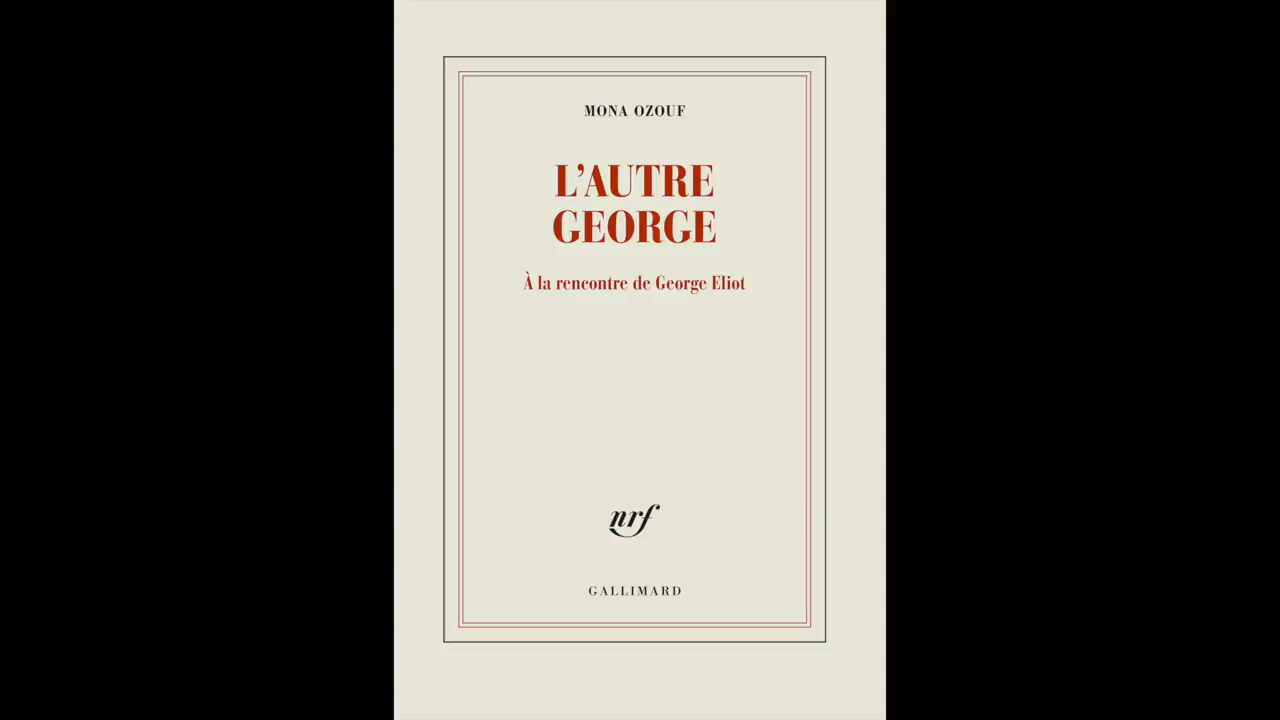 MONA OZOUF
L’AUTRE
GEORGE
À la rencontre de George Eliot
nrf
GALLIMARD